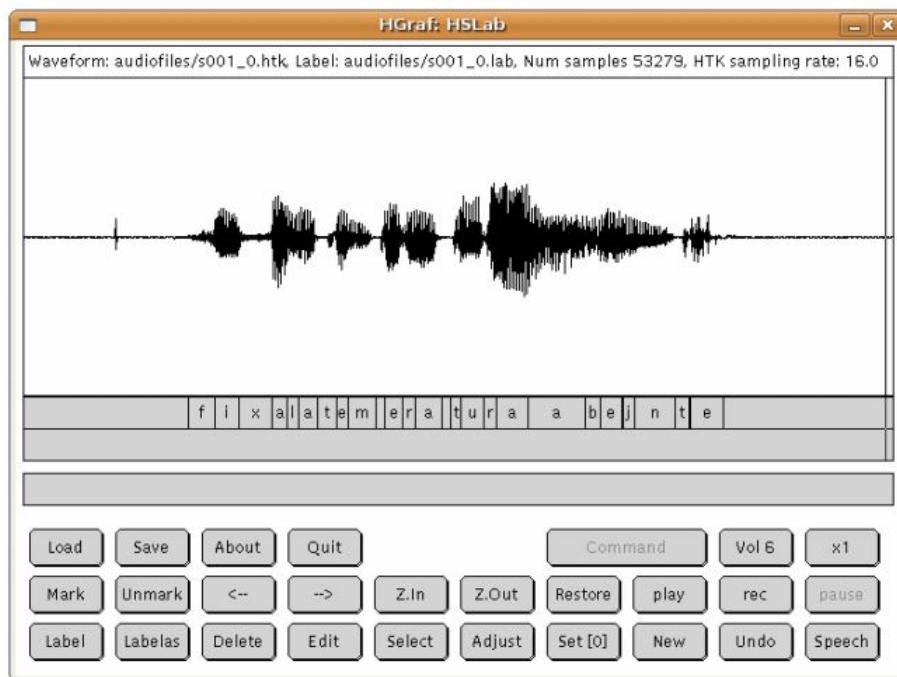 HGraf: HSLab
Waveform: audiofiles/s001_0.htk, Label: audiofiles/s001_0.lab, Num samples 53279, HTK sampling rate: 16.0
f i x a l a t e m e r a t u r a a b e j n t e
Load Save About Quit Command Vol 6 x1
Mark Unmark <-- --> Z.In Z.Out Restore play rec pause
Label Labelas Delete Edit Select Adjust Set [0] New Undo Speech